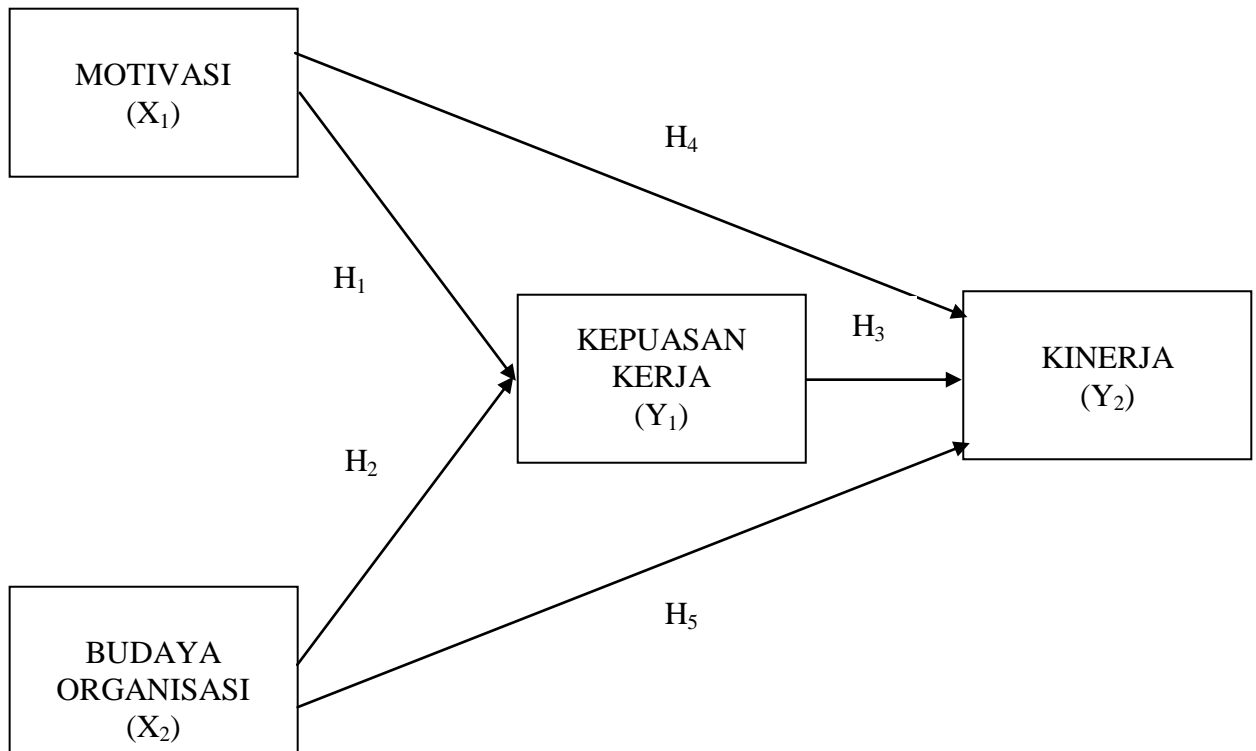 MOTIVASI
(X₁)
H₄
H₁
KEPUASAN
KERJA
(Y₁)
H₃
KINERJA
(Y₂)
H₂
H₅
BUDAYA
ORGANISASI
(X₂)